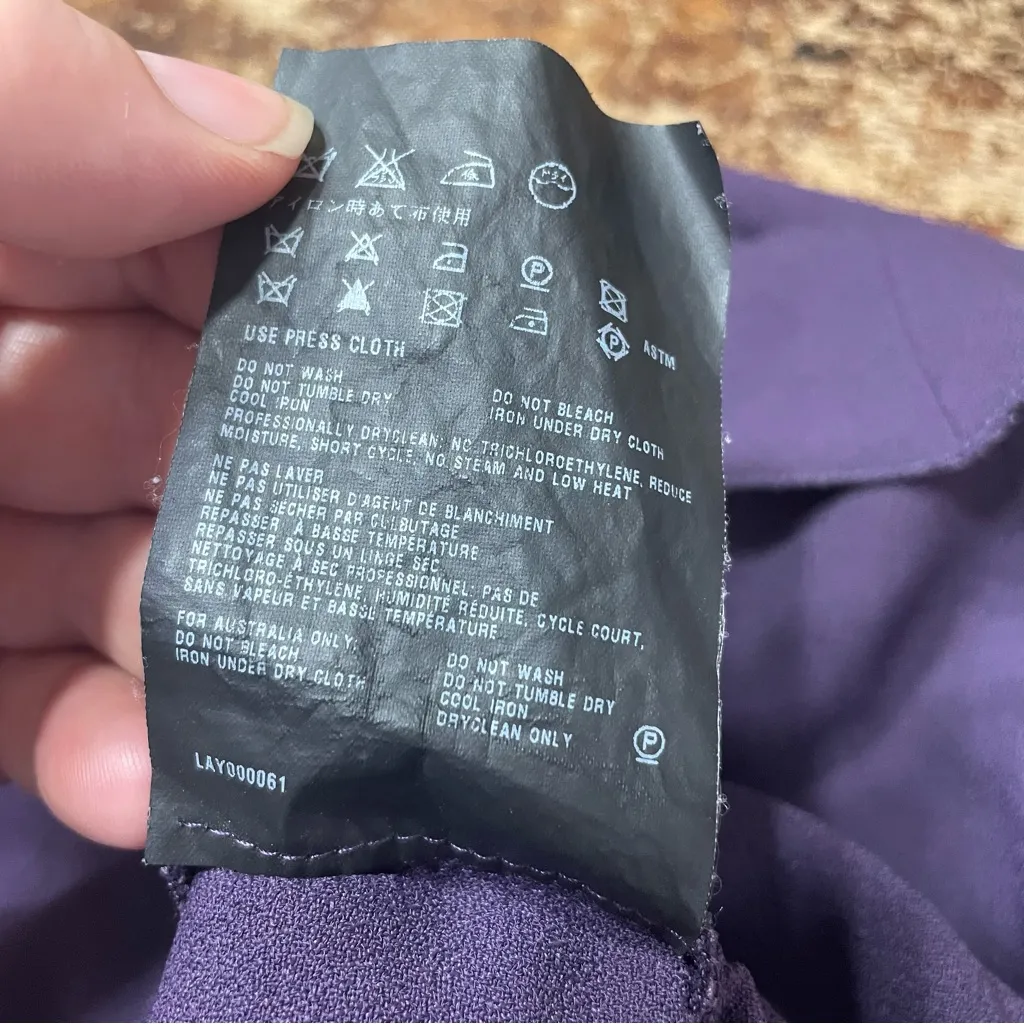 アイロン時あて布使用
P
P
ASTM
USE PRESS CLOTH
DO NOT WASH
DO NOT TUMBLE DRY
COOL IRON
DO NOT BLEACH
IRON UNDER DRY CLOTH
PROFESSIONALLY DRYCLEAN: NO TRICHLOROETHYLENE, REDUCE
MOISTURE, SHORT CYCLE, NO STEAM AND LOW HEAT
NE PAS LAVER
NE PAS UTILISER D'AGENT DE BLANCHIMENT
NE PAS SÉCHER PAR CULBUTAGE
REPASSER À BASSE TEMPÉRATURE
REPASSER SOUS UN LINGE SEC
NETTOYAGE À SEC PROFESSIONNEL: PAS DE
TRICHLORO-ÉTHYLÈNE, HUMIDITÉ RÉDUITE, CYCLE COURT,
SANS VAPEUR ET BASSE TEMPÉRATURE
FOR AUSTRALIA ONLY:
DO NOT BLEACH
IRON UNDER DRY CLOTH
DO NOT WASH
DO NOT TUMBLE DRY
COOL IRON
DRYCLEAN ONLY
P
LAY000061